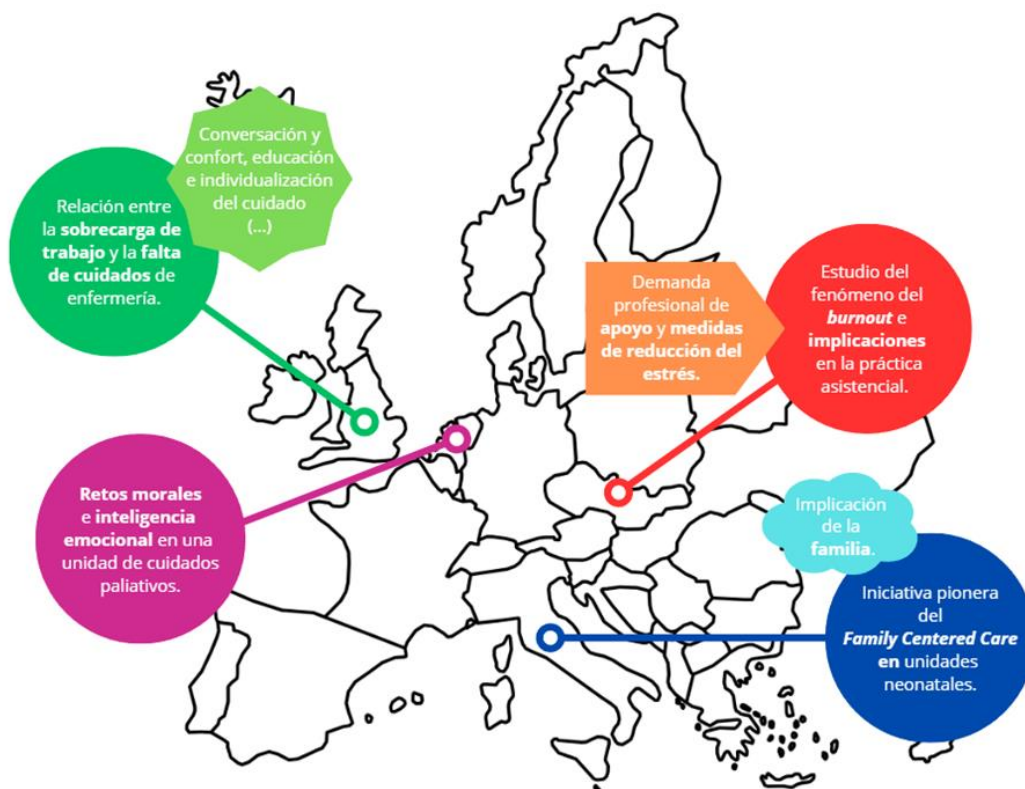 Conversación y
confort, educación
e individualización
del cuidado
(...)
Relación entre
la sobrecarga de
trabajo y la falta
de cuidados de
enfermería.
Demanda
profesional de
apoyo y medidas
de reducción del
estrés.
Estudio del
fenómeno del
burnout e
implicaciones
en la práctica
asistencial.
Retos morales
e inteligencia
emocional en una
unidad de cuidados
paliativos.
Implicación
de la
familia.
Iniciativa pionera
del
Family Centered Care
en unidades
neonatales.